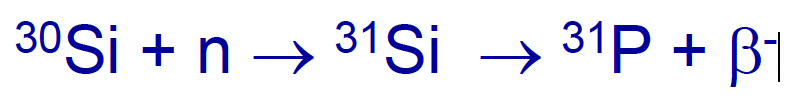 ³⁰Si + n → ³¹Si → ³¹P + β⁻